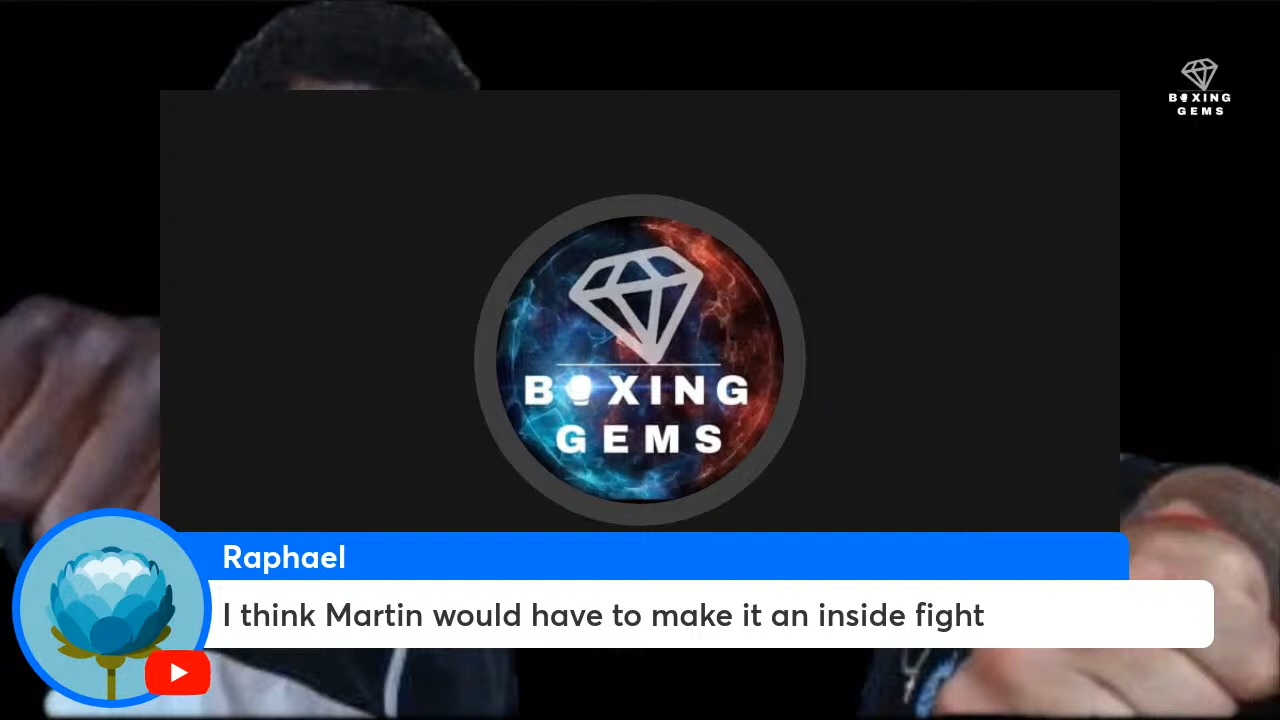 BOXING
GEMS
BOXING
GEMS
Raphael
I think Martin would have to make it an inside fight